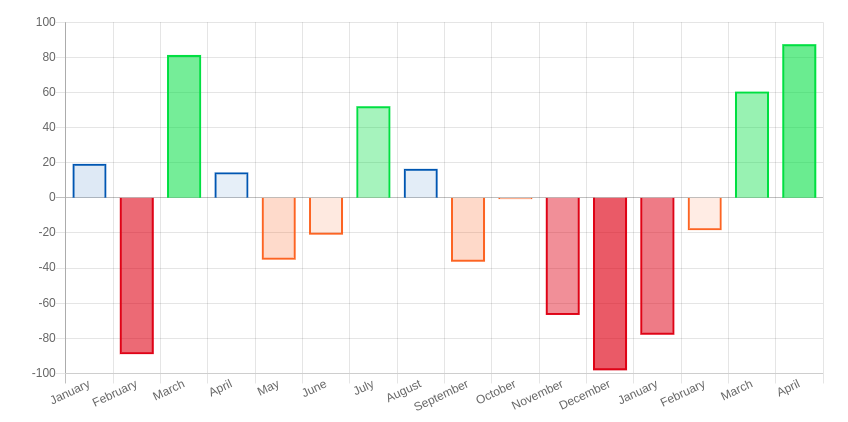 100
80
60
40
20
0
-20
-40
-60
-80
-100
January
February
March
April
May
June
July
August
September
October
November
December
January
February
March
April